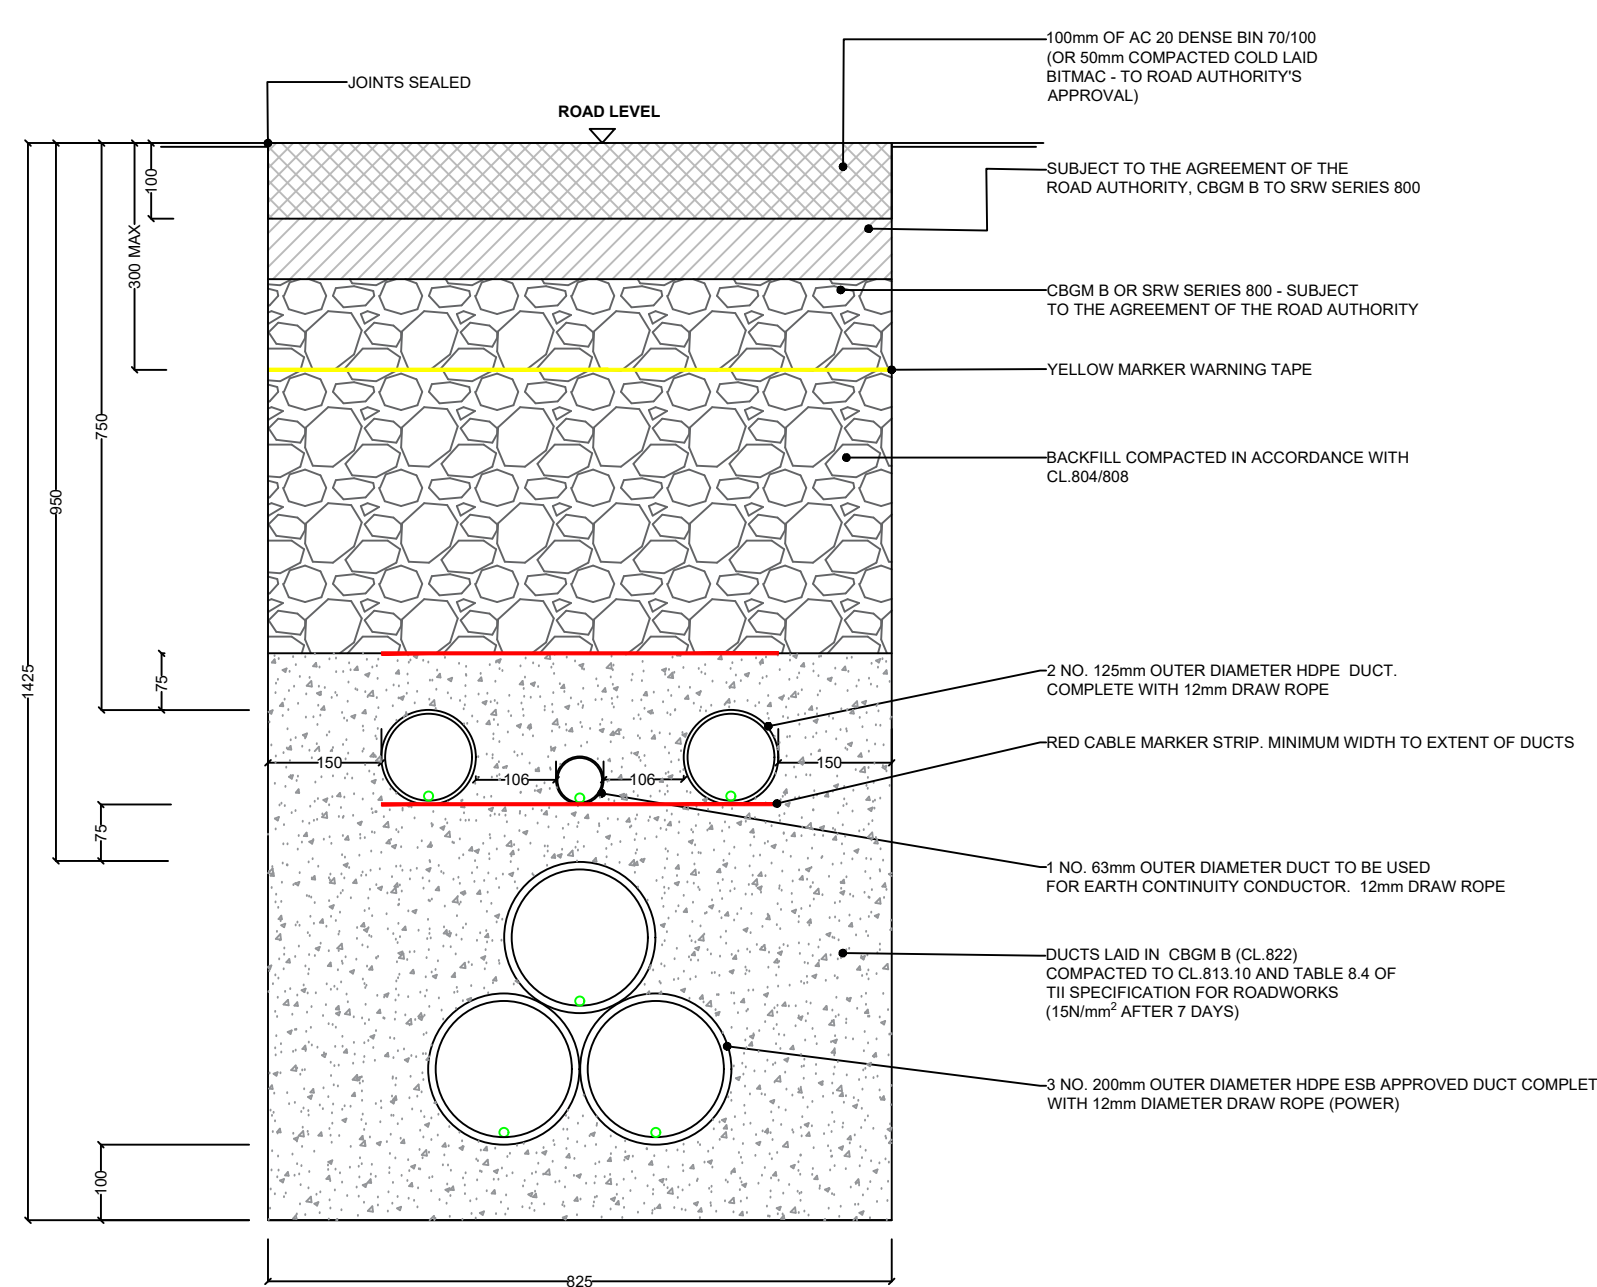 100mm OF AC 20 DENSE BIN 70/100
(OR 50mm COMPACTED COLD LAID
BITMAC - TO ROAD AUTHORITY'S
APPROVAL)
JOINTS SEALED
ROAD LEVEL
SUBJECT TO THE AGREEMENT OF THE
ROAD AUTHORITY, CBGM B TO SRW SERIES 800
100
300 MAX
CBGM B OR SRW SERIES 800 - SUBJECT
TO THE AGREEMENT OF THE ROAD AUTHORITY
YELLOW MARKER WARNING TAPE
750
BACKFILL COMPACTED IN ACCORDANCE WITH
CL.804/808
950
1425
75
2 NO. 125mm OUTER DIAMETER HDPE DUCT.
COMPLETE WITH 12mm DRAW ROPE
RED CABLE MARKER STRIP. MINIMUM WIDTH TO EXTENT OF DUCTS
150
106
106
150
75
1 NO. 63mm OUTER DIAMETER DUCT TO BE USED
FOR EARTH CONTINUITY CONDUCTOR. 12mm DRAW ROPE
DUCTS LAID IN CBGM B (CL.822)
COMPACTED TO CL.813.10 AND TABLE 8.4 OF
TII SPECIFICATION FOR ROADWORKS
(15N/mm² AFTER 7 DAYS)
3 NO. 200mm OUTER DIAMETER HDPE ESB APPROVED DUCT COMPLET
WITH 12mm DIAMETER DRAW ROPE (POWER)
100
825